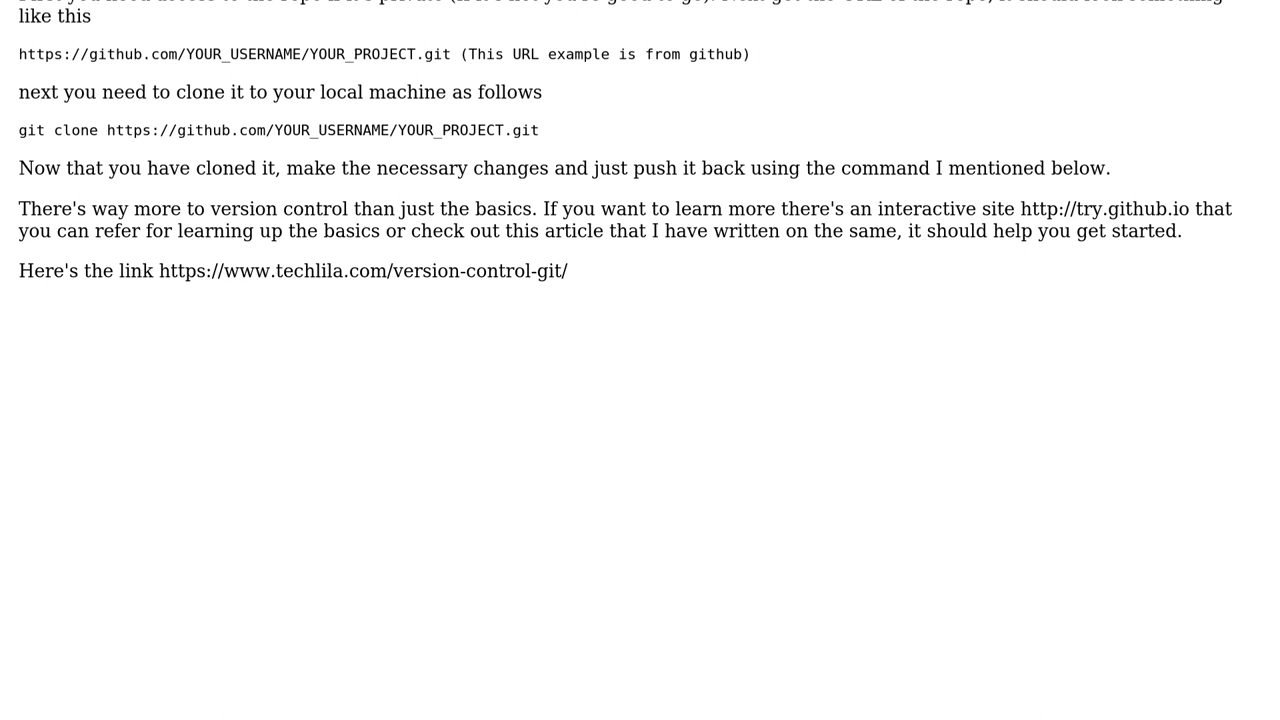 like this
https://github.com/YOUR_USERNAME/YOUR_PROJECT.git (This URL example is from github)
next you need to clone it to your local machine as follows
git clone https://github.com/YOUR_USERNAME/YOUR_PROJECT.git
Now that you have cloned it, make the necessary changes and just push it back using the command I mentioned below.
There's way more to version control than just the basics. If you want to learn more there's an interactive site http://try.github.io that
you can refer for learning up the basics or check out this article that I have written on the same, it should help you get started.
Here's the link https://www.techlila.com/version-control-git/